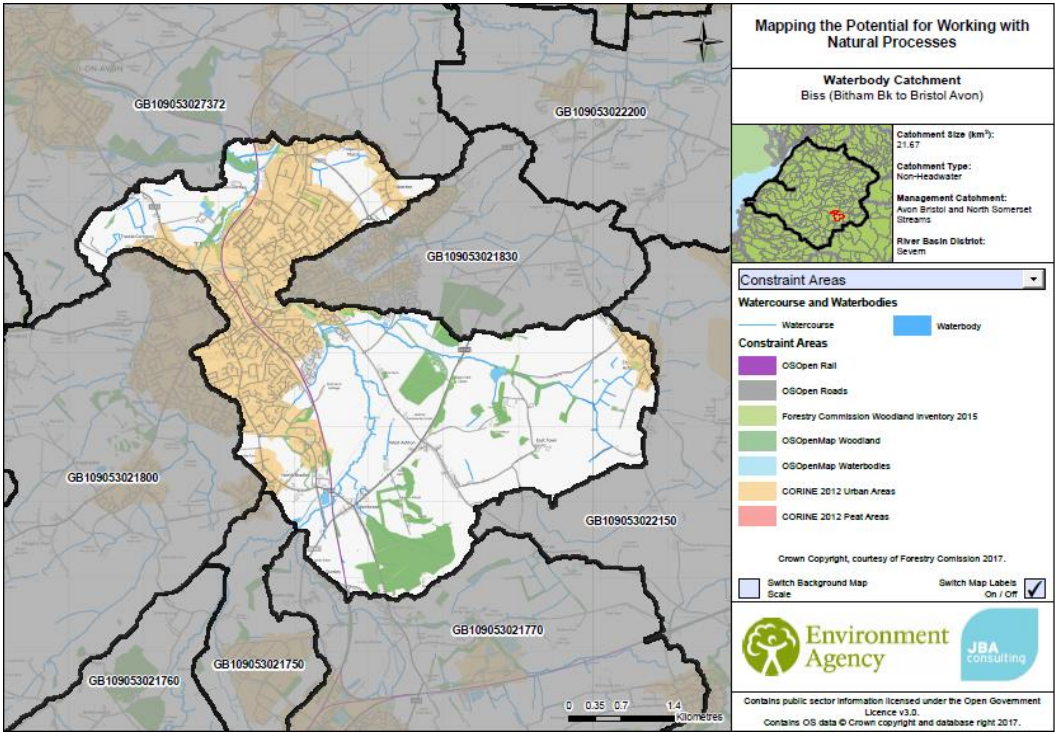 GB109053027372
GB109053022200
GB109053021830
GB109053021800
GB109053022150
GB109053021770
GB109053021750
GB109053021760
West Ashton
East Town
0 0.35 0.7 1.4
Kilometres
Mapping the Potential for Working with
Natural Processes
Waterbody Catchment
Biss (Bitham Bk to Bristol Avon)
Catchment Size (km²):
21.67
Catchment Type:
Non-Headwater
Management Catchment:
Avon Bristol and North Somerset
Streams
River Basin District:
Severn
Constraint Areas
Watercourse and Waterbodies
Watercourse
Waterbody
Constraint Areas
OSOpen Rail
OSOpen Roads
Forestry Commission Woodland Inventory 2015
OSOpenMap Woodland
OSOpenMap Waterbodies
CORINE 2012 Urban Areas
CORINE 2012 Peat Areas
Crown Copyright, courtesy of Forestry Comission 2017.
Switch Background Map
Scale
Switch Map Labels
On / Off
Environment
Agency
JBA
consulting
Contains public sector information licensed under the Open Government
Licence v3.0.
Contains OS data © Crown copyright and database right 2017.